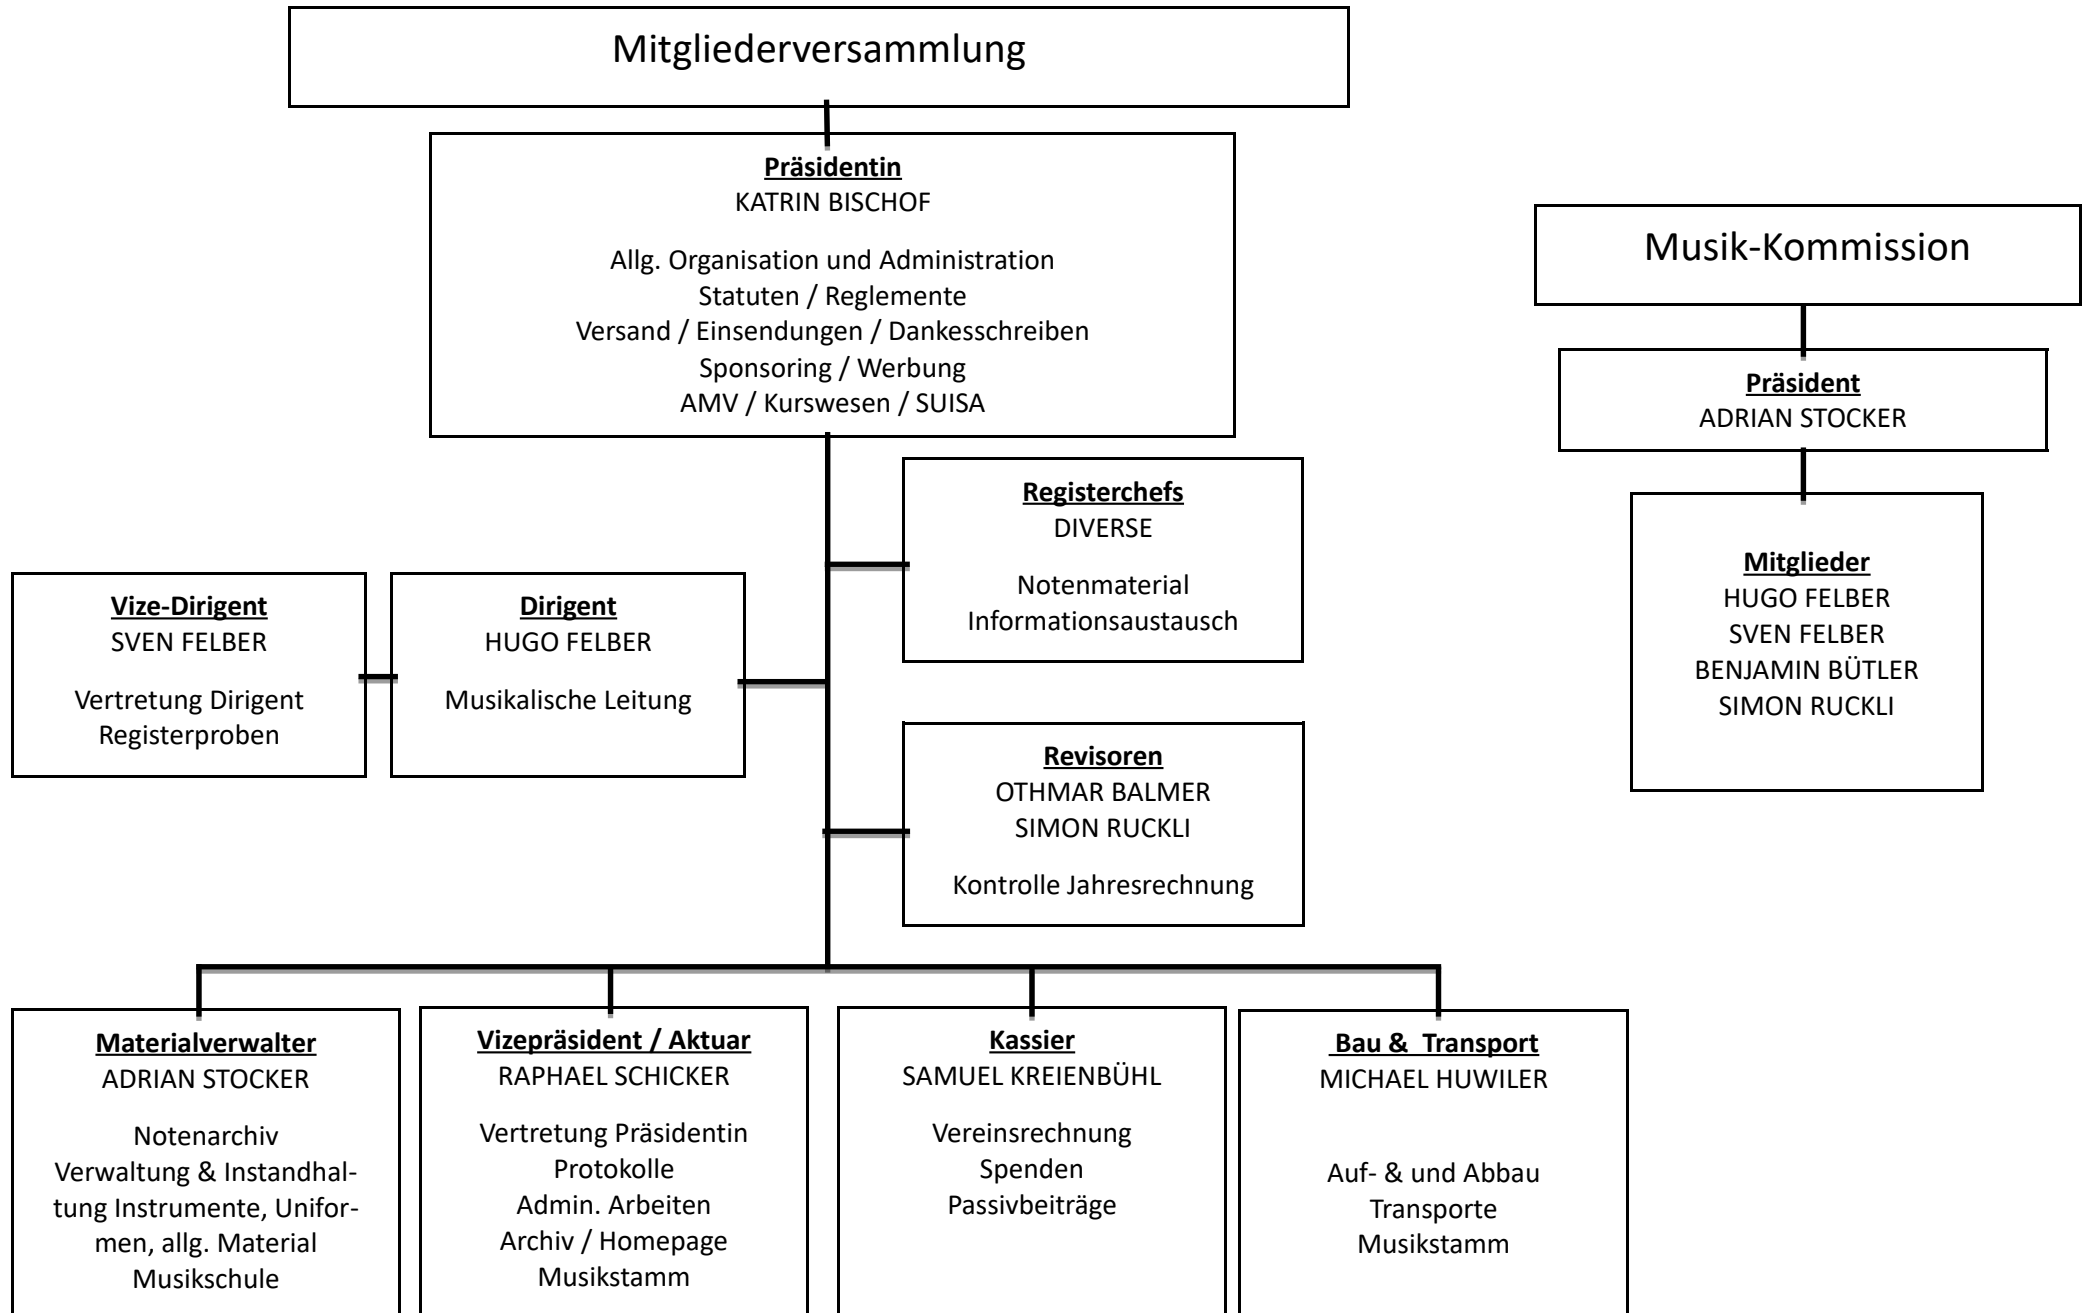 Mitgliederversammlung
Präsidentin
KATRIN BISCHOF
Allg. Organisation und Administration
Statuten / Reglemente
Versand / Einsendungen / Dankesschreiben
Sponsoring / Werbung
AMV / Kurswesen / SUISA
Musik-Kommission
Präsident
ADRIAN STOCKER
Mitglieder
HUGO FELBER
SVEN FELBER
BENJAMIN BÜTLER
SIMON RUCKLI
Registerchefs
DIVERSE
Notenmaterial
Informationsaustausch
Vize-Dirigent
SVEN FELBER
Vertretung Dirigent
Registerproben
Dirigent
HUGO FELBER
Musikalische Leitung
Revisoren
OTHMAR BALMER
SIMON RUCKLI
Kontrolle Jahresrechnung
Materialverwalter
ADRIAN STOCKER
Notenarchiv
Verwaltung & Instandhal-
tung Instrumente, Unifor-
men, allg. Material
Musikschule
Vizepräsident / Aktuar
RAPHAEL SCHICKER
Vertretung Präsidentin
Protokolle
Admin. Arbeiten
Archiv / Homepage
Musikstamm
Kassier
SAMUEL KREIENBÜHL
Vereinsrechnung
Spenden
Passivbeiträge
Bau & Transport
MICHAEL HUWILER
Auf- & und Abbau
Transporte
Musikstamm